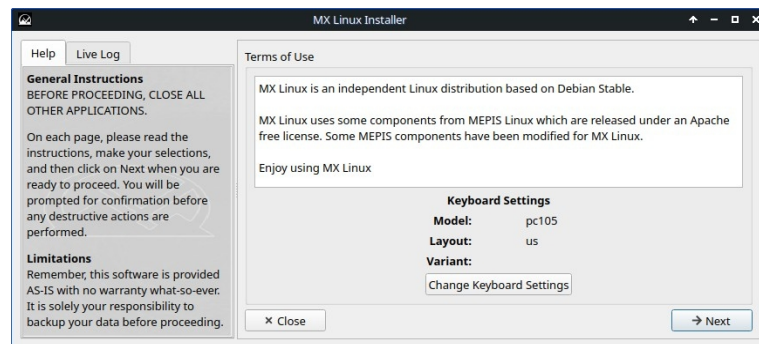 MX Linux Installer
Help
Live Log
General Instructions
BEFORE PROCEEDING, CLOSE ALL
OTHER APPLICATIONS.
On each page, please read the
instructions, make your selections,
and then click on Next when you are
ready to proceed. You will be
prompted for confirmation before
any destructive actions are
performed.
Limitations
Remember, this software is provided
AS-IS with no warranty what-so-ever.
It is solely your responsibility to
backup your data before proceeding.
Terms of Use
MX Linux is an independent Linux distribution based on Debian Stable.
MX Linux uses some components from MEPIS Linux which are released under an Apache
free license. Some MEPIS components have been modified for MX Linux.
Enjoy using MX Linux
Keyboard Settings
Model: pc105
Layout: us
Variant:
Change Keyboard Settings
Close
Next